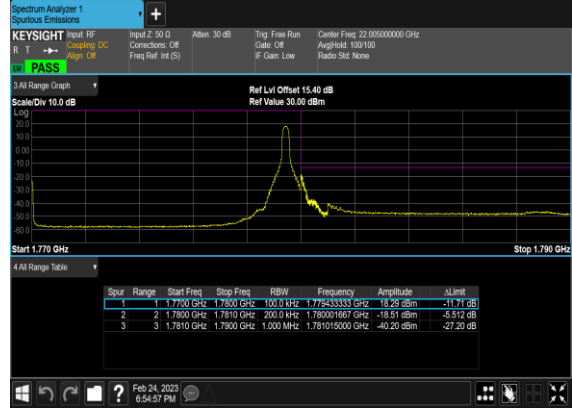 Spectrum Analyzer 1
Spurious Emissions
KEYSIGHT
R T
Input: RF
Coupling: DC
Align: Off
Input Z: 50 Ω
Corrections: Off
Freq Ref: Int (S)
Atten: 30 dB
Trig: Free Run
Gate: Off
IF Gain: Low
Center Freq: 22.005000000 GHz
Avg|Hold: 100/100
Radio Std: None
LW PASS
3 All Range Graph
Scale/Div 10.0 dB
Ref Lvl Offset 15.40 dB
Ref Value 30.00 dBm
Log
20.0
10.0
0.00
-10.0
-20.0
-30.0
-40.0
-50.0
-60.0
Start 1.770 GHz
Stop 1.790 GHz
4 All Range Table
Spur Range Start Freq Stop Freq RBW Frequency Amplitude ΔLimit
1 1 1.7700 GHz 1.7800 GHz 100.0 kHz 1.779433333 GHz 18.29 dBm -11.71 dB
2 2 1.7800 GHz 1.7810 GHz 200.0 kHz 1.780001667 GHz -18.51 dBm -5.512 dB
3 3 1.7810 GHz 1.7900 GHz 1.000 MHz 1.781015000 GHz -40.20 dBm -27.20 dB
?
Feb 24, 2023
6:54:57 PM